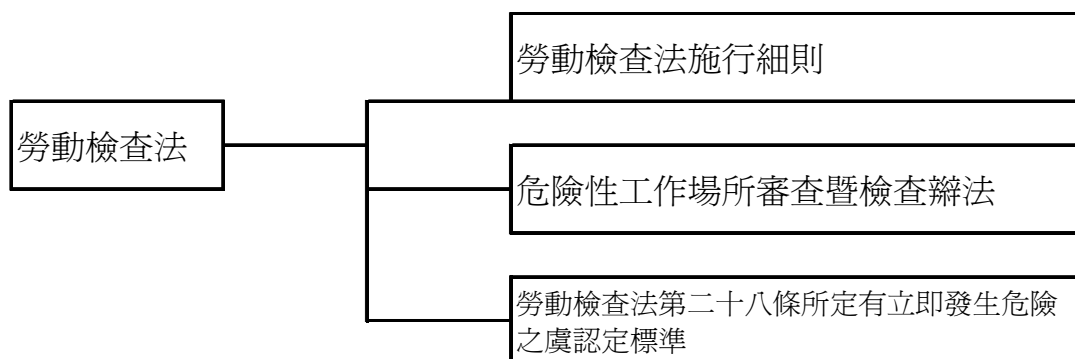 勞動檢查法施行細則
勞動檢查法
危險性工作場所審查暨檢查辦法
勞動檢查法第二十八條所定有立即發生危險
之虞認定標準